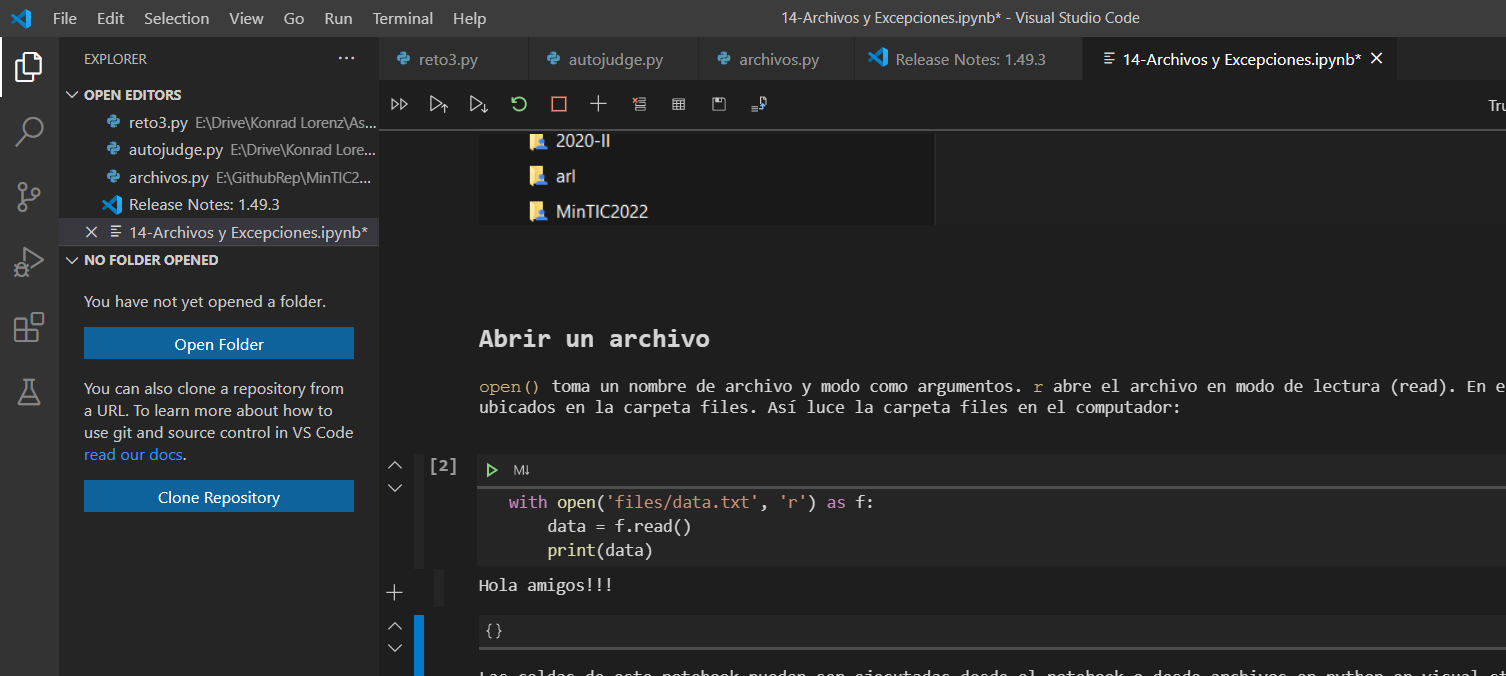 File Edit Selection View Go Run Terminal Help 14-Archivos y Excepciones.ipynb* - Visual Studio Code
EXPLORER ···
reto3.py autojudge.py archivos.py Release Notes: 1.49.3 14-Archivos y Excepciones.ipynb*
OPEN EDITORS
reto3.py E:\Drive\Konrad Lorenz\As...
autojudge.py E:\Drive\Konrad Lore...
archivos.py E:\GithubRep\MinTIC2...
Release Notes: 1.49.3
14-Archivos y Excepciones.ipynb*
NO FOLDER OPENED
You have not yet opened a folder.
Open Folder
You can also clone a repository from
a URL. To learn more about how to
use git and source control in VS Code
read our docs.
Clone Repository
Tru
2020-II
arl
MinTIC2022
Abrir un archivo
open() toma un nombre de archivo y modo como argumentos. r abre el archivo en modo de lectura (read). En e
ubicados en la carpeta files. Así luce la carpeta files en el computador:
[2]
M↓
with open('files/data.txt', 'r') as f:
data = f.read()
print(data)
Hola amigos!!!
{}